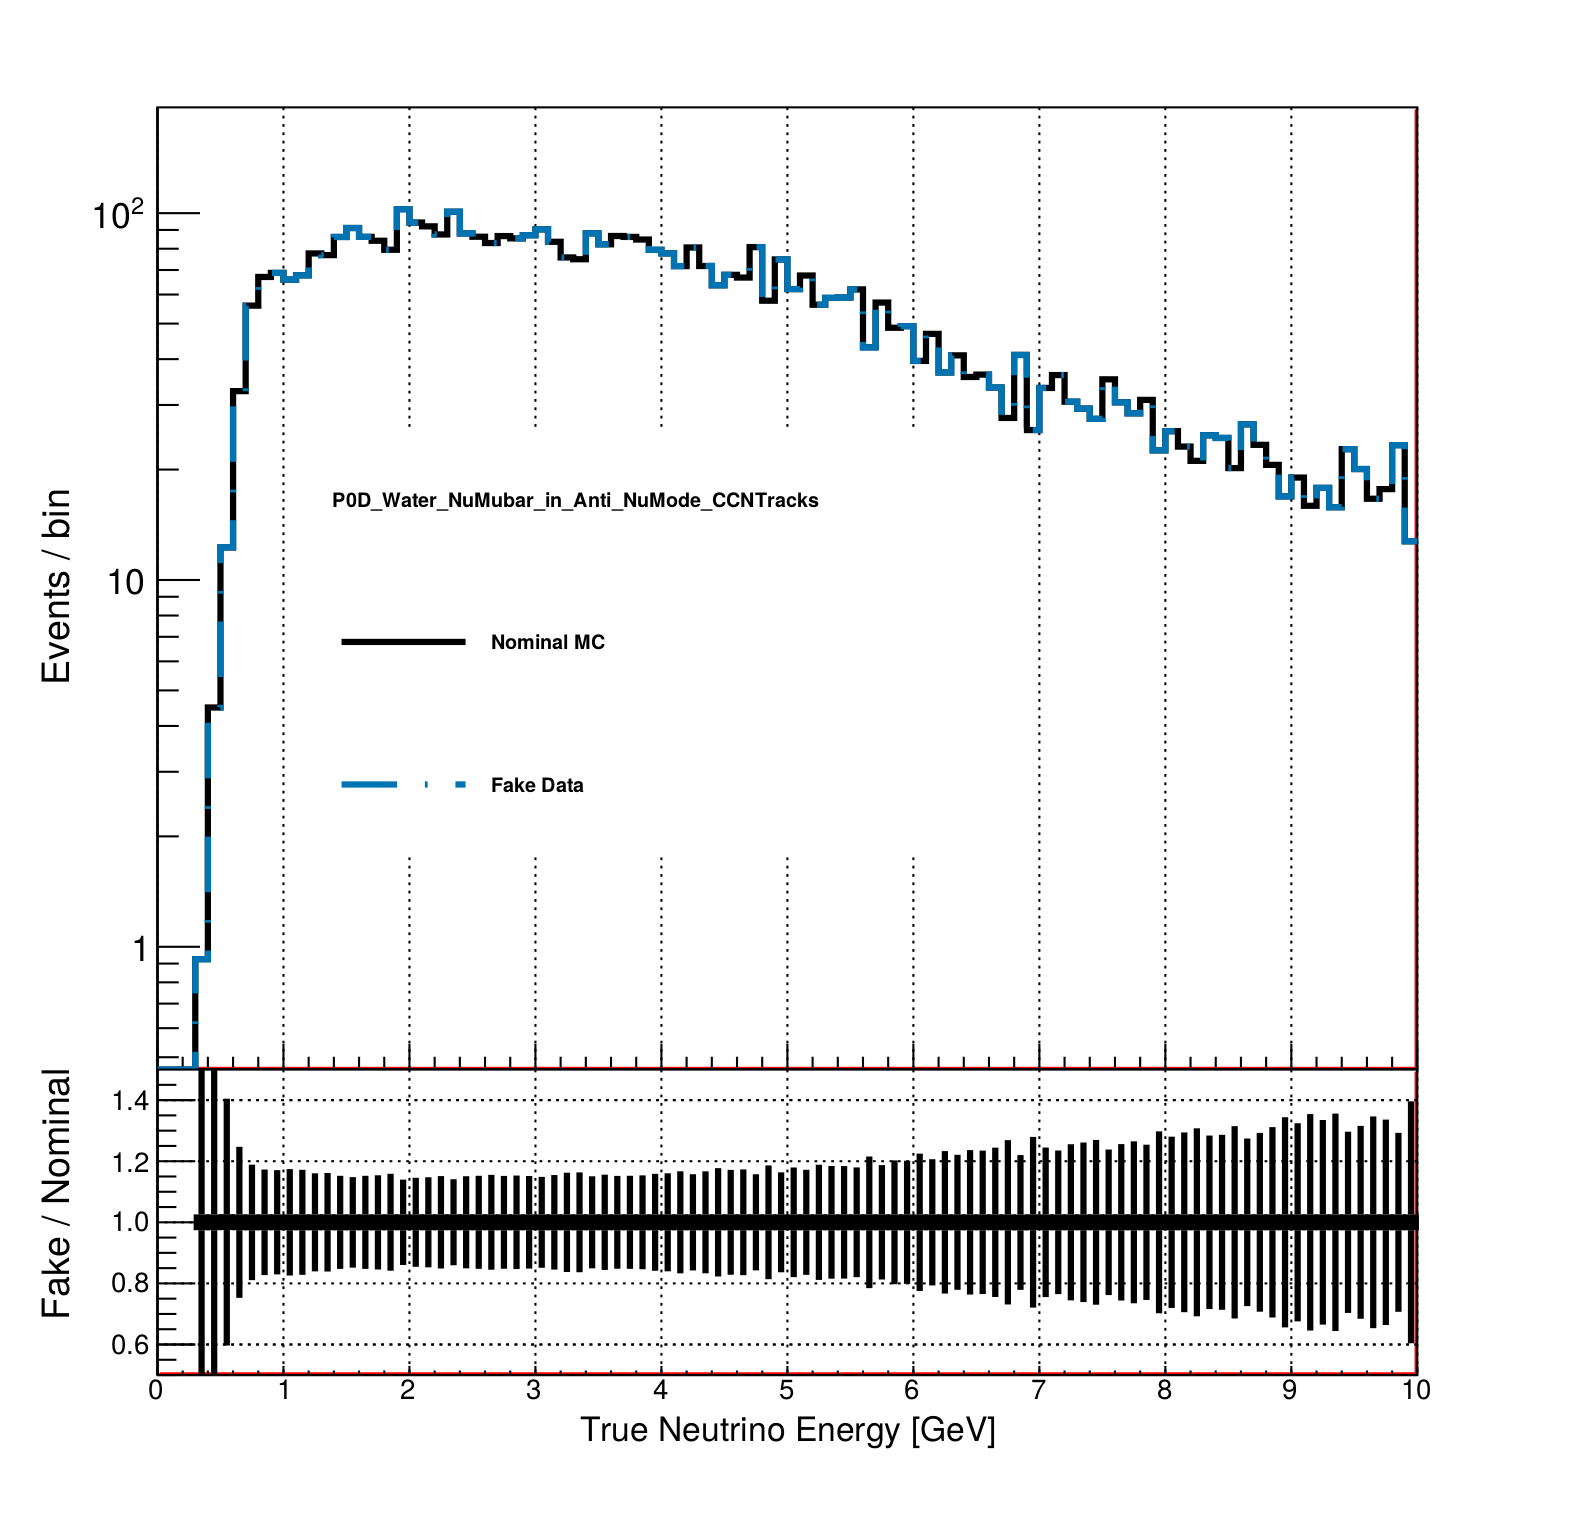 10²
P0D_Water_NuMubar_in_Anti_NuMode_CCNTracks
10
Events / bin
Nominal MC
Fake Data
1
Fake / Nominal
1.4
1.2
1.0
0.8
0.6
0 1 2 3 4 5 6 7 8 9 10
True Neutrino Energy [GeV]